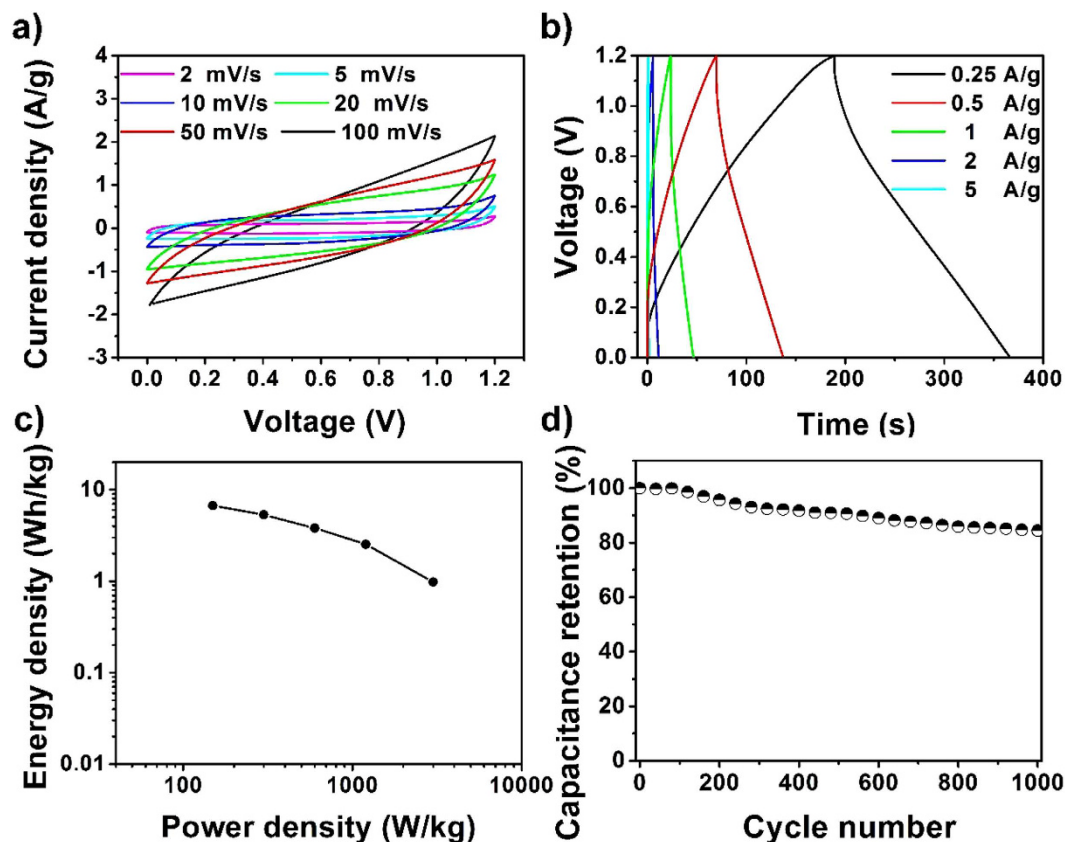 a)
Current density (A/g)
4
3
2
1
0
-1
-2
-3
2 mV/s
5 mV/s
10 mV/s
20 mV/s
50 mV/s
100 mV/s
0.0 0.2 0.4 0.6 0.8 1.0 1.2
Voltage (V)
b)
Voltage (V)
1.2
1.0
0.8
0.6
0.4
0.2
0.0
0.25 A/g
0.5 A/g
1 A/g
2 A/g
5 A/g
0 100 200 300 400
Time (s)
c)
Energy density (Wh/kg)
10
1
0.1
0.01
100 1000 10000
Power density (W/kg)
d)
Capacitance retention (%)
100
80
60
40
20
0
0 200 400 600 800 1000
Cycle number